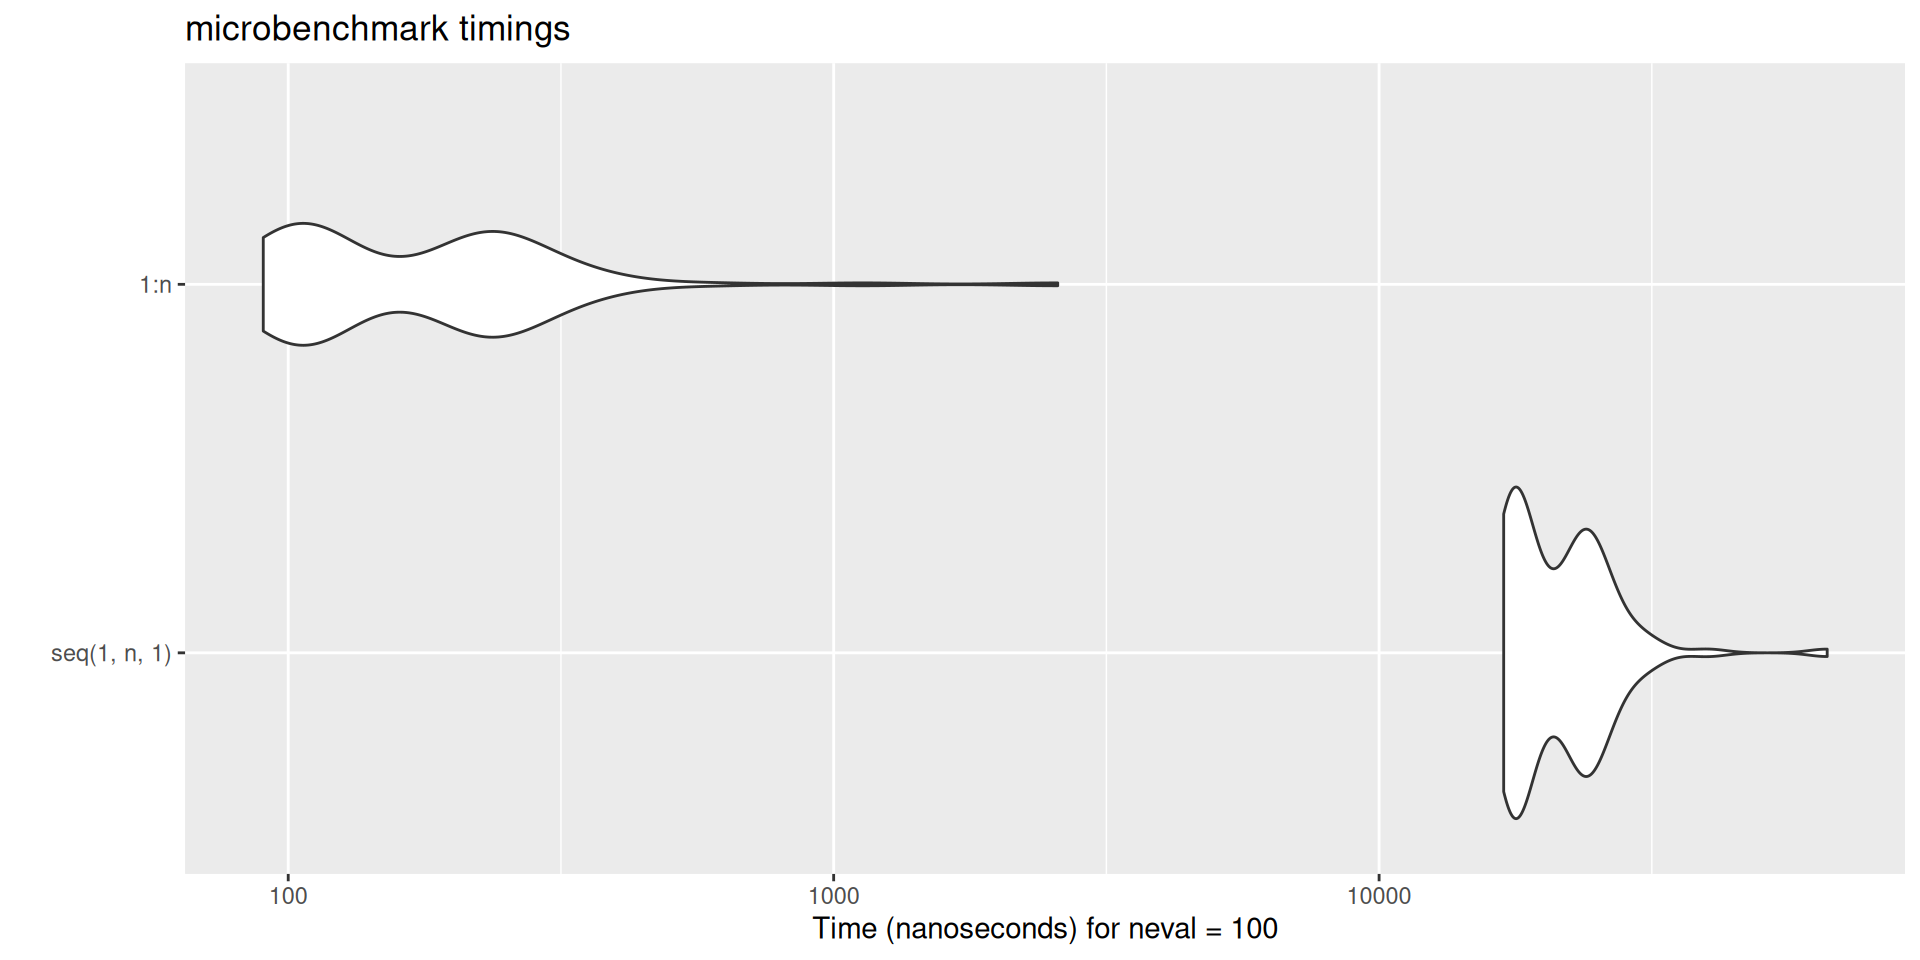 microbenchmark timings
1:n
seq(1, n, 1)
100 1000 10000
Time (nanoseconds) for neval = 100